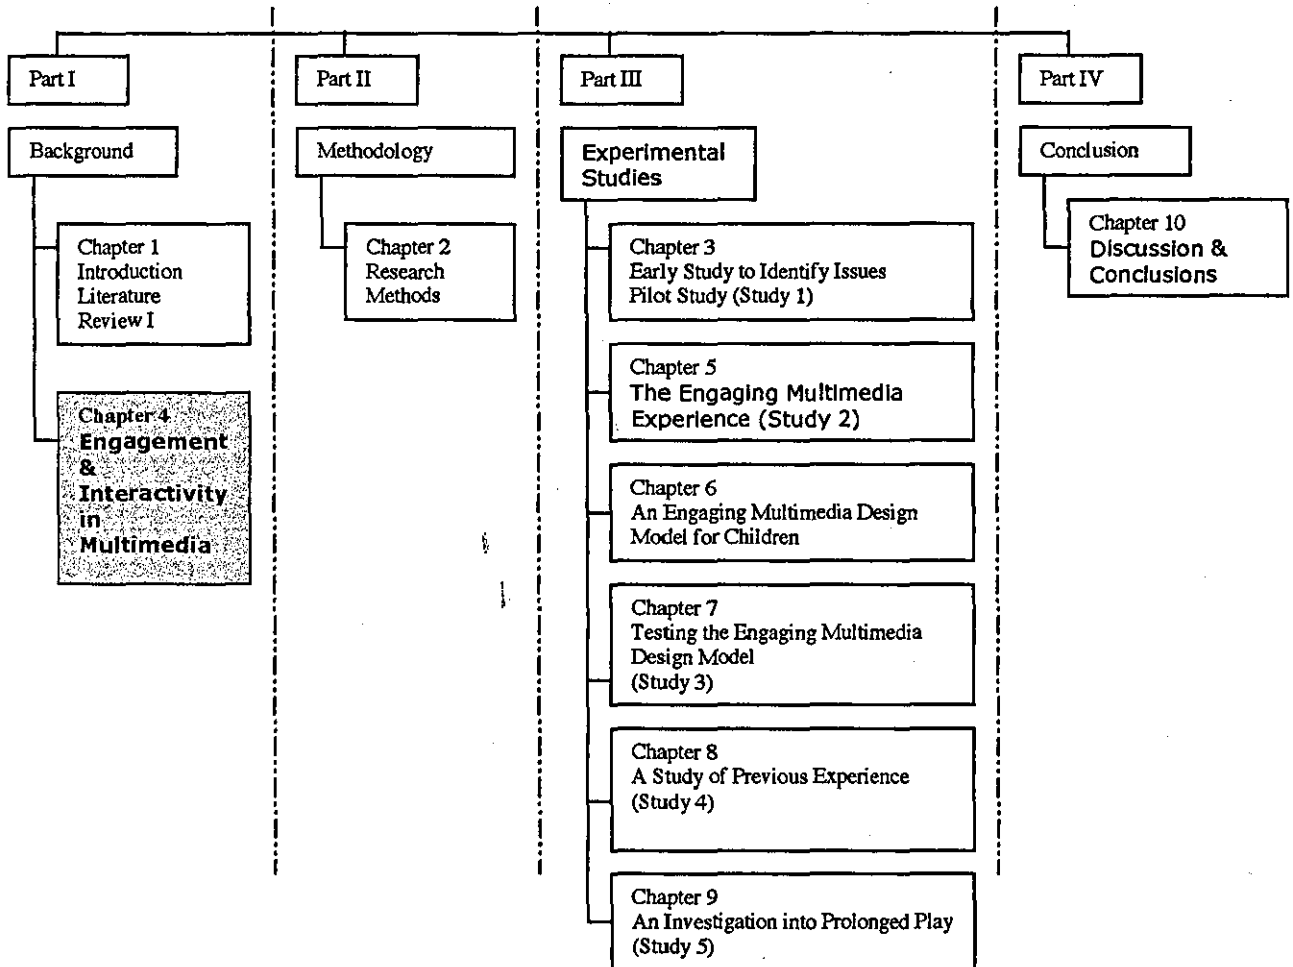 Part I
Background
Chapter 1
Introduction
Literature
Review I
Chapter 4
Engagement
&
Interactivity
in
Multimedia
Part II
Methodology
Chapter 2
Research
Methods
Part III
Experimental
Studies
Chapter 3
Early Study to Identify Issues
Pilot Study (Study 1)
Chapter 5
The Engaging Multimedia
Experience (Study 2)
Chapter 6
An Engaging Multimedia Design
Model for Children
Chapter 7
Testing the Engaging Multimedia
Design Model
(Study 3)
Chapter 8
A Study of Previous Experience
(Study 4)
Chapter 9
An Investigation into Prolonged Play
(Study 5)
Part IV
Conclusion
Chapter 10
Discussion &
Conclusions